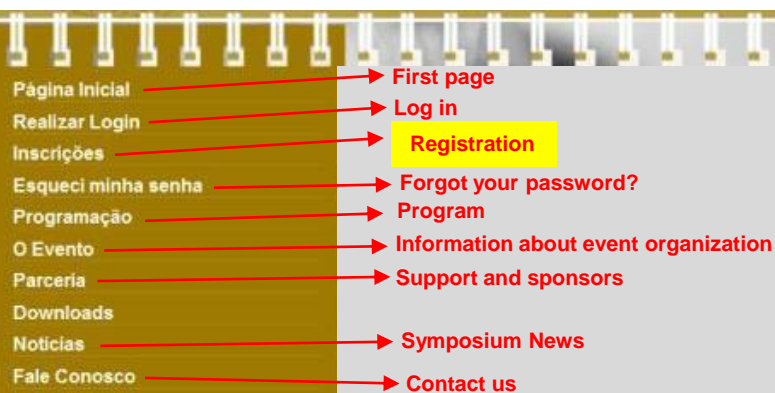 Página Inicial First page
Realizar Login Log in
Inscrições Registration
Esqueci minha senha Forgot your password?
Programação Program
O Evento Information about event organization
Parceria Support and sponsors
Downloads
Notícias Symposium News
Fale Conosco Contact us